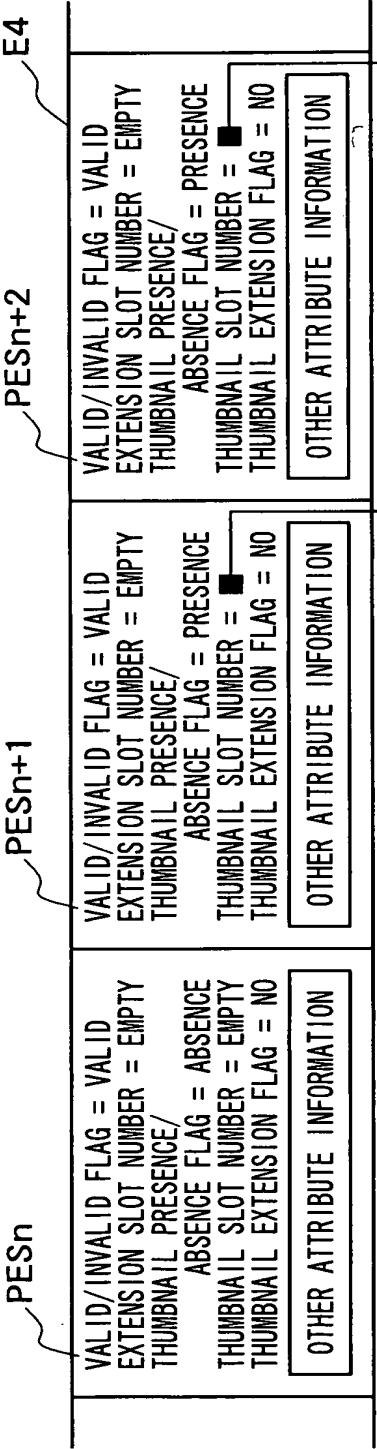 PESn
VALID/INVALID FLAG = VALID
EXTENSION SLOT NUMBER = EMPTY
THUMBNAIL PRESENCE/
ABSENCE FLAG = ABSENCE
THUMBNAIL SLOT NUMBER = EMPTY
THUMBNAIL EXTENSION FLAG = NO
OTHER ATTRIBUTE INFORMATION
PESn+1
VALID/INVALID FLAG = VALID
EXTENSION SLOT NUMBER = EMPTY
THUMBNAIL PRESENCE/
ABSENCE FLAG = PRESENCE
THUMBNAIL SLOT NUMBER = ■
THUMBNAIL EXTENSION FLAG = NO
OTHER ATTRIBUTE INFORMATION
PESn+2
E4
VALID/INVALID FLAG = VALID
EXTENSION SLOT NUMBER = EMPTY
THUMBNAIL PRESENCE/
ABSENCE FLAG = PRESENCE
THUMBNAIL SLOT NUMBER = ■
THUMBNAIL EXTENSION FLAG = NO
OTHER ATTRIBUTE INFORMATION